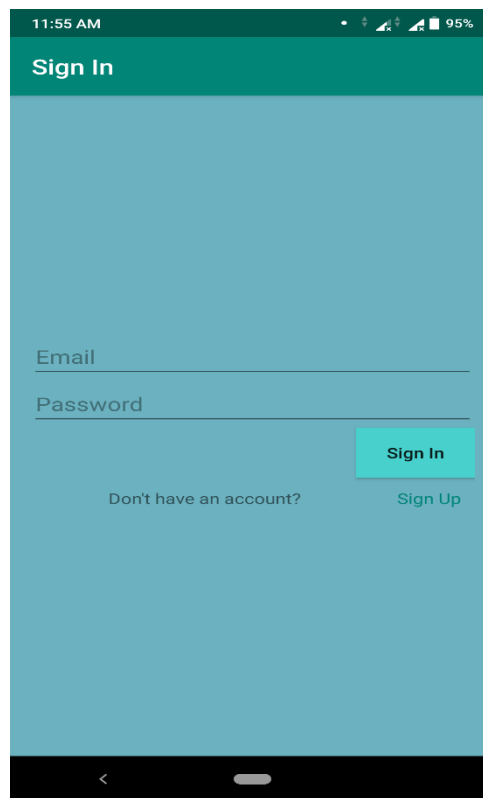 11:55 AM 95%
Sign In
Email
Password
Sign In
Don't have an account? Sign Up